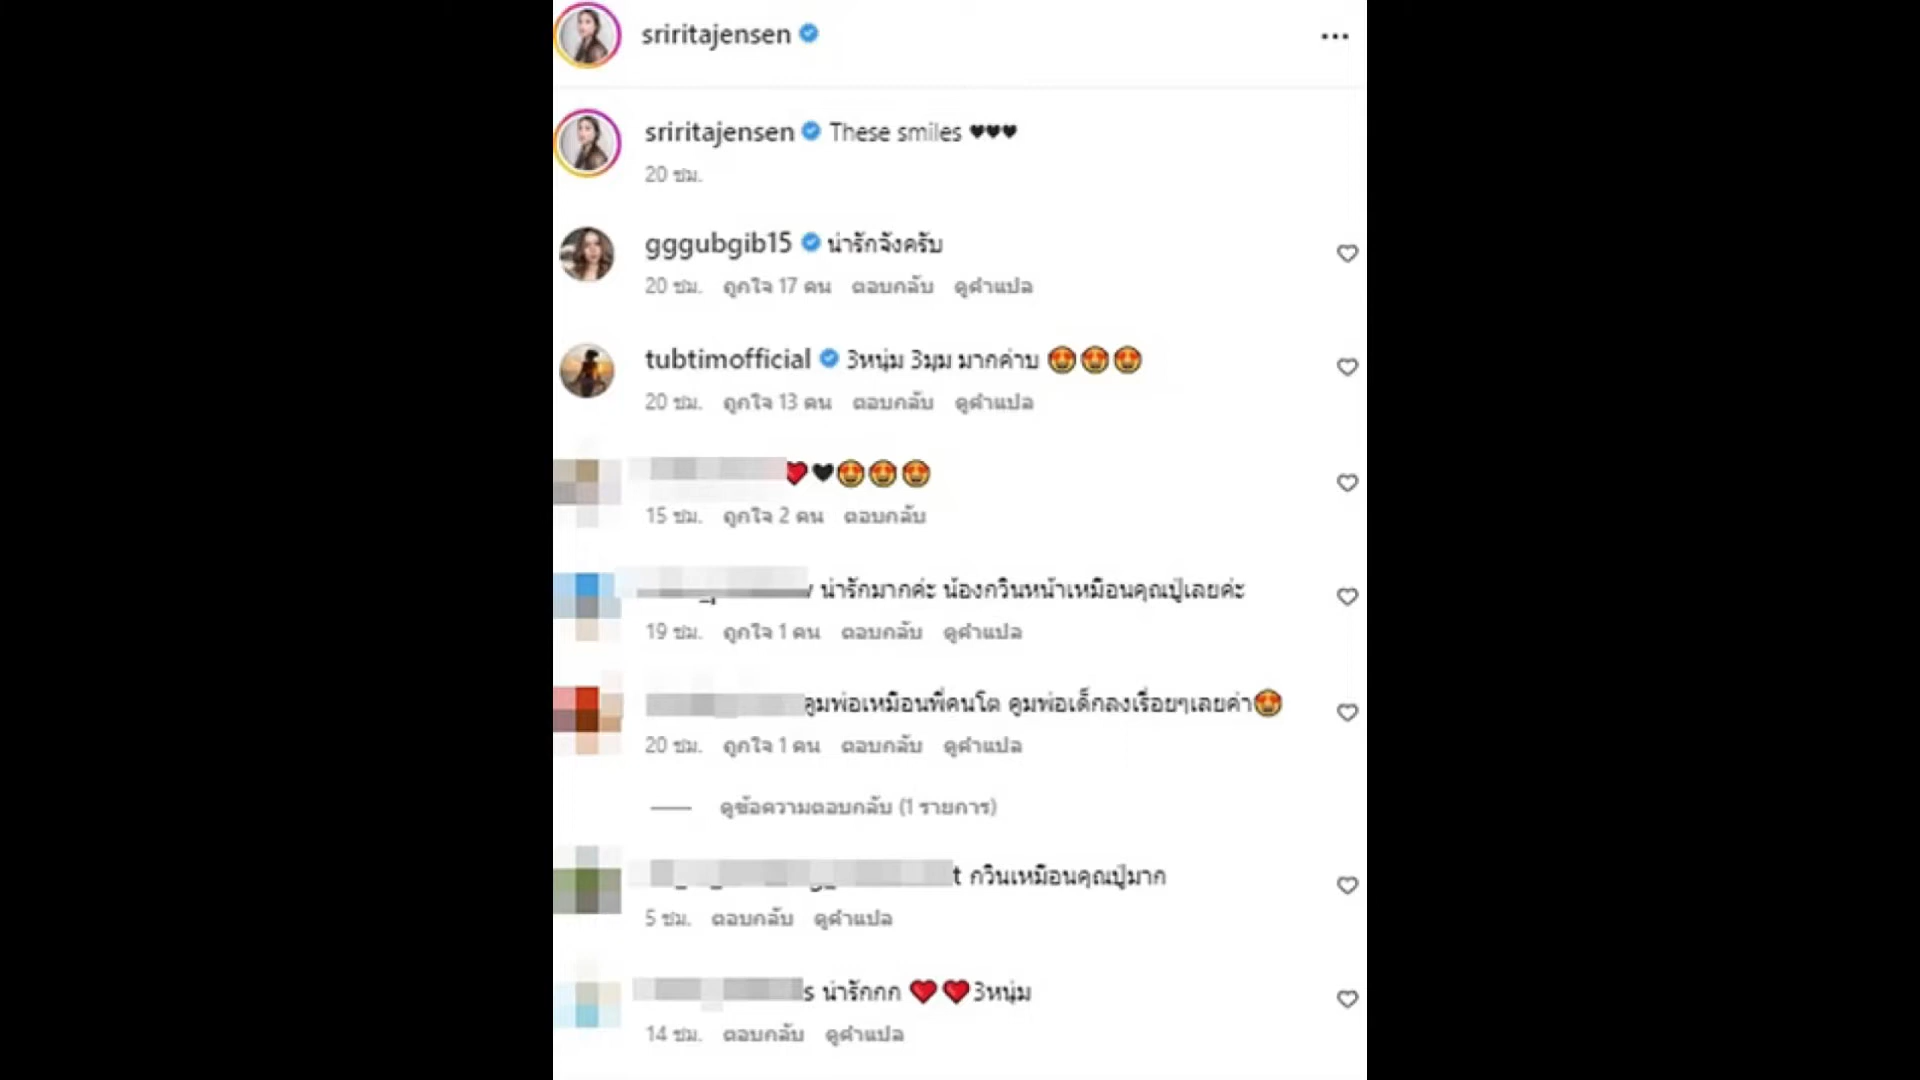 sriritajensen
sriritajensen These smiles 🖤🖤🖤
20 ชม.
gggubgib15 น่ารักจังครับ
20 ชม. ถูกใจ 17 คน ตอบกลับ ดูคำแปล
tubtimofficial 3หนุ่ม 3มุม มากค่าบ 😍😍😍
20 ชม. ถูกใจ 13 คน ตอบกลับ ดูคำแปล
❤️🖤😍😍😍
15 ชม. ถูกใจ 2 คน ตอบกลับ
น่ารักมากค่ะ น้องกวินหน้าเหมือนคุณปู่เลยค่ะ
19 ชม. ถูกใจ 1 คน ตอบกลับ ดูคำแปล
คูมพ่อเหมือนพี่คนโต คูมพ่อเด็กลงเรื่อยๆเลยค่า😍
20 ชม. ถูกใจ 1 คน ตอบกลับ ดูคำแปล
ดูข้อความตอบกลับ (1 รายการ)
t กวินเหมือนคุณปู่มาก
5 ชม. ตอบกลับ ดูคำแปล
s น่ารักกก ❤️❤️3หนุ่ม
14 ชม. ตอบกลับ ดูคำแปล